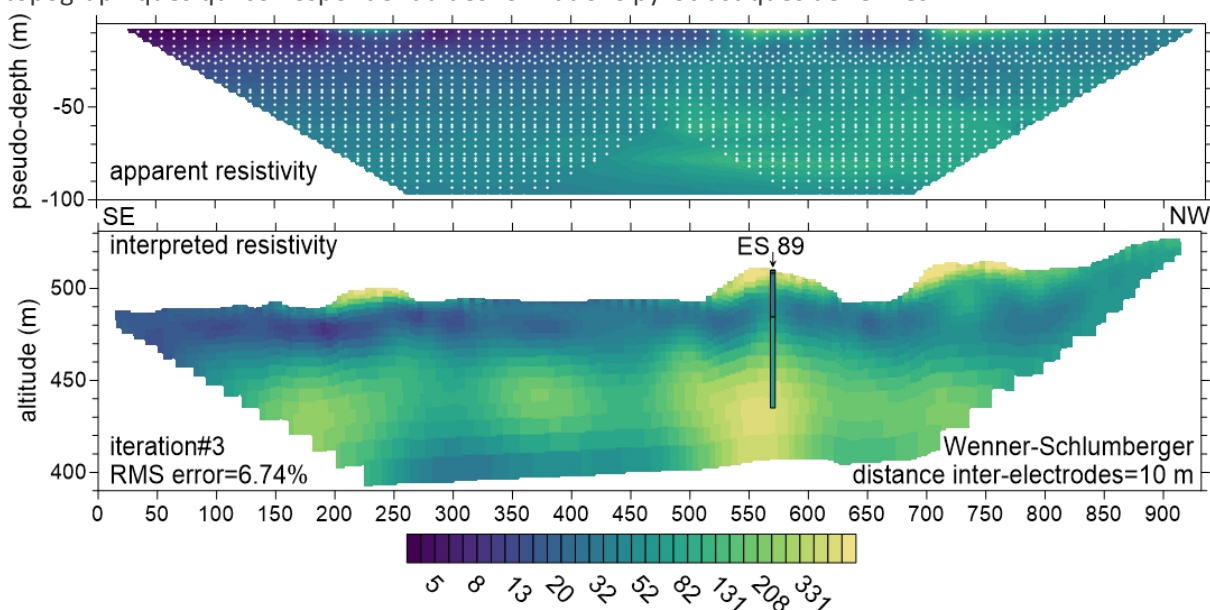 -50
-100
pseudo-depth (m)
apparent resistivity
SE
NW
interpreted resistivity
ES 89
500
450
400
altitude (m)
iteration#3
RMS error=6.74%
Wenner-Schlumberger
distance inter-electrodes=10 m
0 50 100 150 200 250 300 350 400 450 500 550 600 650 700 750 800 850 900
5 8 13 20 32 52 82 131 208 331